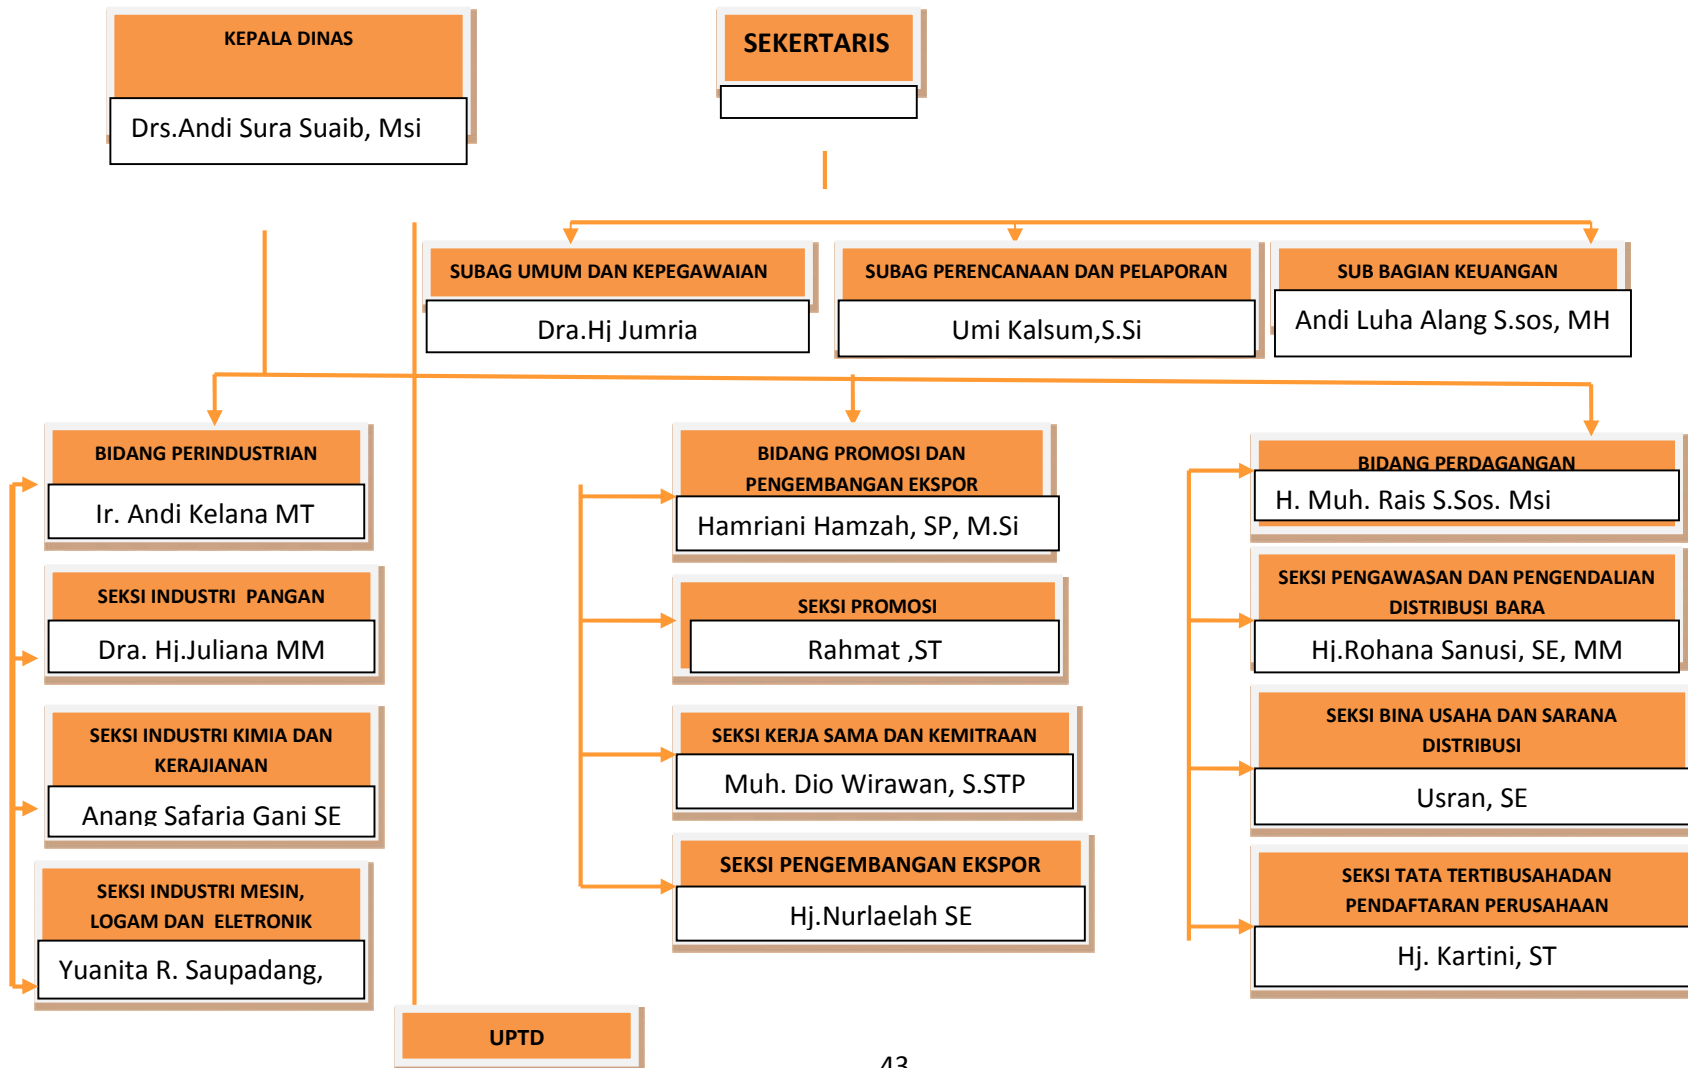 KEPALA DINAS
Drs.Andi Sura Suaib, Msi
SEKERTARIS
SUBAG UMUM DAN KEPEGAWAIAN
Dra.Hj Jumria
SUBAG PERENCANAAN DAN PELAPORAN
Umi Kalsum,S.Si
SUB BAGIAN KEUANGAN
Andi Luha Alang S.sos, MH
BIDANG PERINDUSTRIAN
Ir. Andi Kelana MT
SEKSI INDUSTRI PANGAN
Dra. Hj.Juliana MM
SEKSI INDUSTRI KIMIA DAN
KERAJIANAN
Anang Safaria Gani SE
SEKSI INDUSTRI MESIN,
LOGAM DAN ELETRONIK
Yuanita R. Saupadang,
BIDANG PROMOSI DAN
PENGEMBANGAN EKSPOR
Hamriani Hamzah, SP, M.Si
SEKSI PROMOSI
Rahmat ,ST
SEKSI KERJA SAMA DAN KEMITRAAN
Muh. Dio Wirawan, S.STP
SEKSI PENGEMBANGAN EKSPOR
Hj.Nurlaelah SE
BIDANG PERDAGANGAN
H. Muh. Rais S.Sos. Msi
SEKSI PENGAWASAN DAN PENGENDALIAN
DISTRIBUSI BARA
Hj.Rohana Sanusi, SE, MM
SEKSI BINA USAHA DAN SARANA
DISTRIBUSI
Usran, SE
SEKSI TATA TERTIBUSAHADAN
PENDAFTARAN PERUSAHAAN
Hj. Kartini, ST
UPTD
43